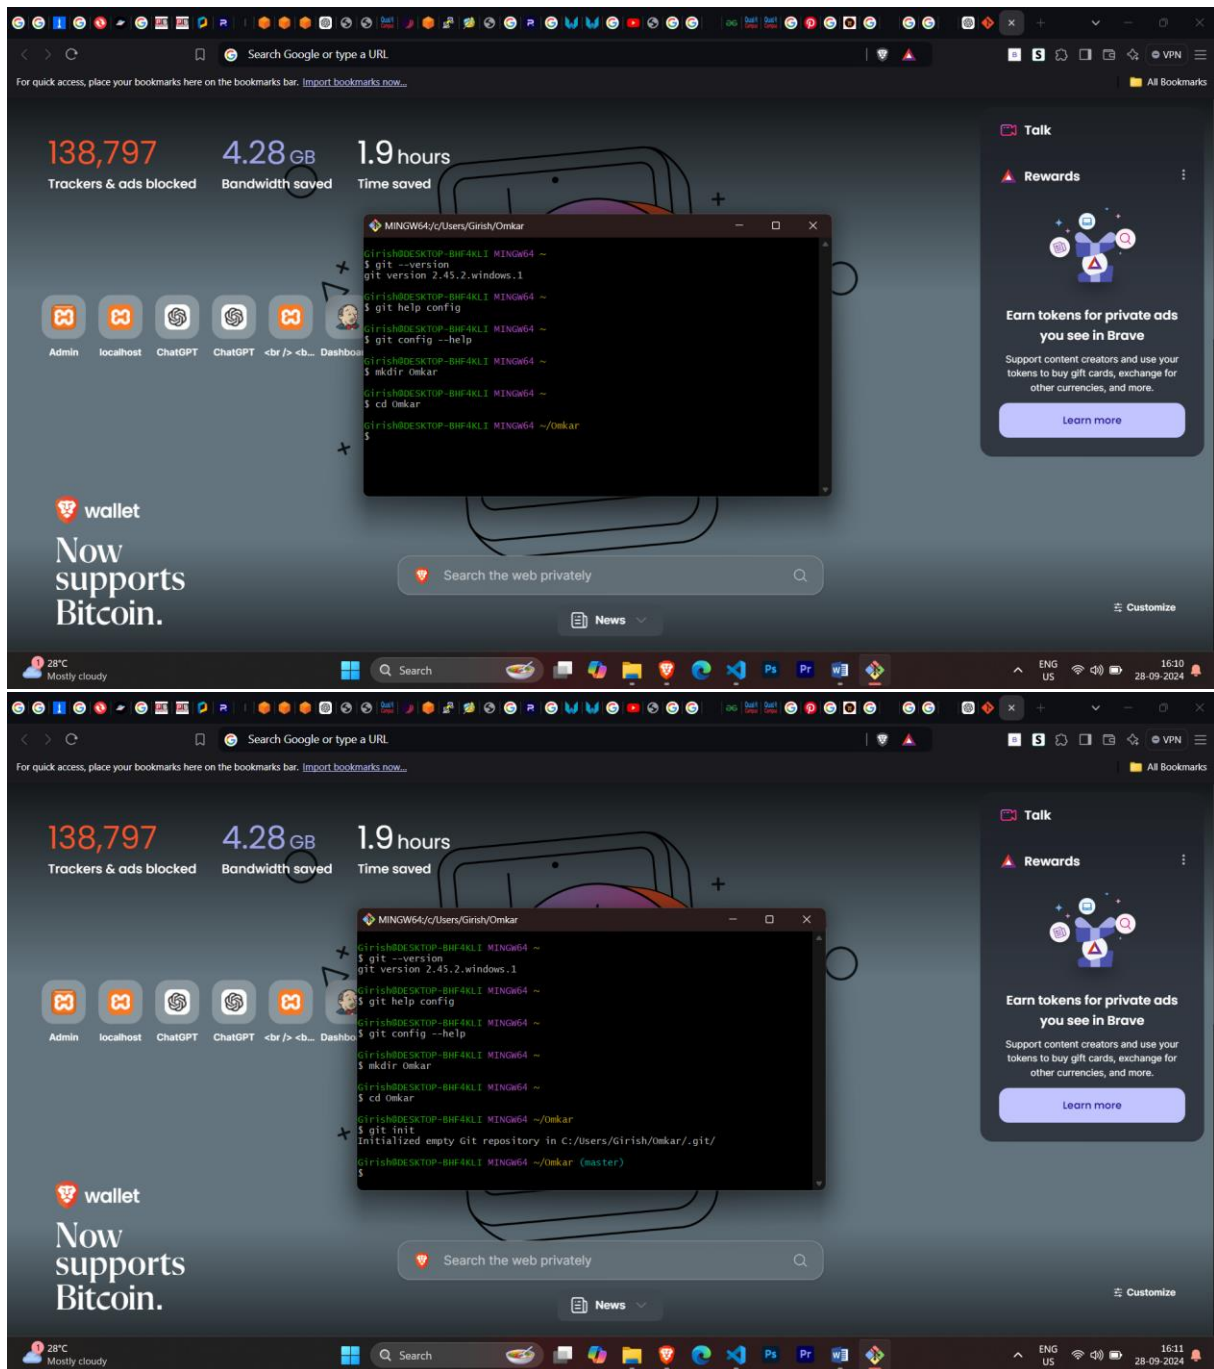 Search Google or type a URL
VPN
For quick access, place your bookmarks here on the bookmarks bar. Import bookmarks now...
All Bookmarks
138,797
Trackers & ads blocked
4.28 GB
Bandwidth saved
1.9 hours
Time saved
Talk
Rewards
Earn tokens for private ads
you see in Brave
Support content creators and use your
tokens to buy gift cards, exchange for
other currencies, and more.
Learn more
MINGW64:/c/Users/Girish/Omkar
Girish@DESKTOP-BHF4KLI MINGW64 ~
$ git --version
git version 2.45.2.windows.1
Girish@DESKTOP-BHF4KLI MINGW64 ~
$ git help config
Girish@DESKTOP-BHF4KLI MINGW64 ~
$ git config --help
Girish@DESKTOP-BHF4KLI MINGW64 ~
$ mkdir Omkar
Girish@DESKTOP-BHF4KLI MINGW64 ~
$ cd Omkar
Girish@DESKTOP-BHF4KLI MINGW64 ~/Omkar
$
Admin
localhost
ChatGPT
ChatGPT
<br /> <b...
Dashboa
wallet
Now
supports
Bitcoin.
Search the web privately
News
Customize
28°C
Mostly cloudy
Search
Ps
Pr
ENG
US
16:10
28-09-2024
Search Google or type a URL
VPN
For quick access, place your bookmarks here on the bookmarks bar. Import bookmarks now...
All Bookmarks
138,797
Trackers & ads blocked
4.28 GB
Bandwidth saved
1.9 hours
Time saved
Talk
Rewards
Earn tokens for private ads
you see in Brave
Support content creators and use your
tokens to buy gift cards, exchange for
other currencies, and more.
Learn more
MINGW64:/c/Users/Girish/Omkar
Girish@DESKTOP-BHF4KLI MINGW64 ~
$ git --version
git version 2.45.2.windows.1
Girish@DESKTOP-BHF4KLI MINGW64 ~
$ git help config
Girish@DESKTOP-BHF4KLI MINGW64 ~
$ git config --help
Girish@DESKTOP-BHF4KLI MINGW64 ~
$ mkdir Omkar
Girish@DESKTOP-BHF4KLI MINGW64 ~
$ cd Omkar
Girish@DESKTOP-BHF4KLI MINGW64 ~/Omkar
$ git init
Initialized empty Git repository in C:/Users/Girish/Omkar/.git/
Girish@DESKTOP-BHF4KLI MINGW64 ~/Omkar (master)
$
Admin
localhost
ChatGPT
ChatGPT
<br /> <b...
Dashbo
wallet
Now
supports
Bitcoin.
Search the web privately
News
Customize
28°C
Mostly cloudy
Search
Ps
Pr
ENG
US
16:11
28-09-2024